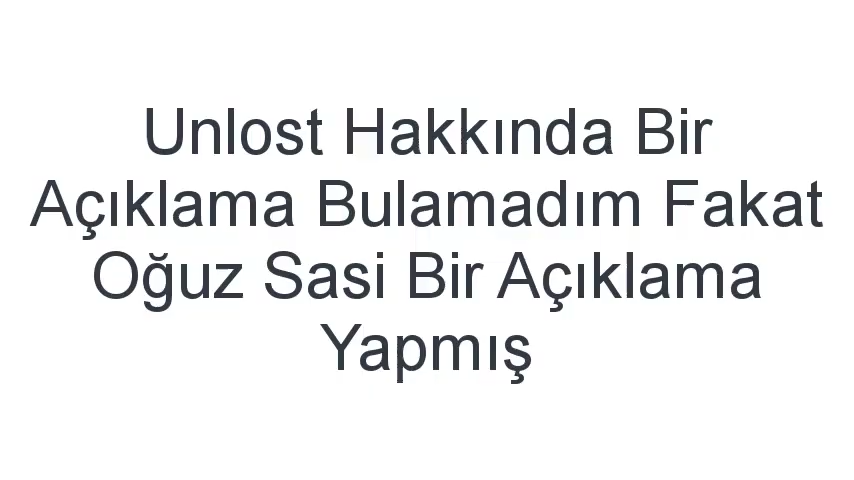 Unlost Hakkında Bir
Açıklama Bulamadım Fakat
Oğuz Sasi Bir Açıklama
Yapmış